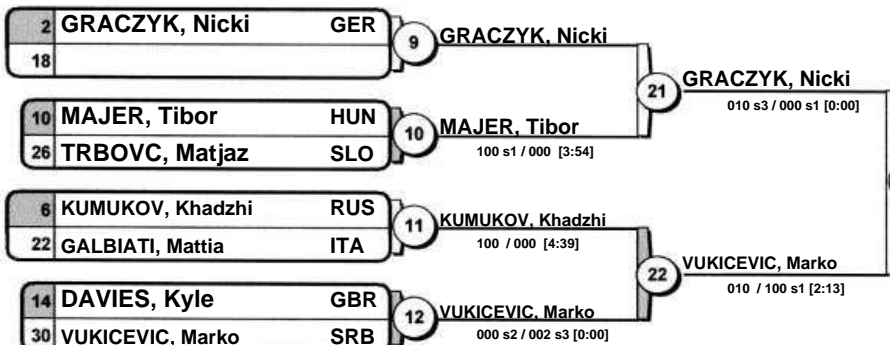 2 GRACZYK, Nicki GER
18
9
GRACZYK, Nicki
10 MAJER, Tibor HUN
26 TRBOVC, Matjaz SLO
10
MAJER, Tibor
100 s1 / 000 [3:54]
21
GRACZYK, Nicki
010 s3 / 000 s1 [0:00]
6 KUMUKOV, Khadzhi RUS
22 GALBIATI, Mattia ITA
11
KUMUKOV, Khadzhi
100 / 000 [4:39]
14 DAVIES, Kyle GBR
30 VUKICEVIC, Marko SRB
12
VUKICEVIC, Marko
000 s2 / 002 s3 [0:00]
22
VUKICEVIC, Marko
010 / 100 s1 [2:13]